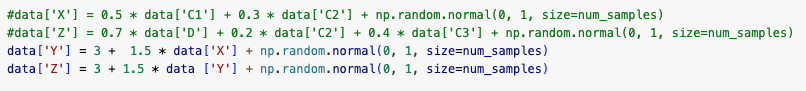 #data['X'] = 0.5 * data['C1'] + 0.3 * data['C2'] + np.random.normal(0, 1, size=num_samples)
#data['Z'] = 0.7 * data['D'] + 0.2 * data['C2'] + 0.4 * data['C3'] + np.random.normal(0, 1, size=num_samples)
data['Y'] = 3 +  1.5 * data['X'] + np.random.normal(0, 1, size=num_samples)
data['Z'] = 3 + 1.5 * data ['Y'] + np.random.normal(0, 1, size=num_samples)